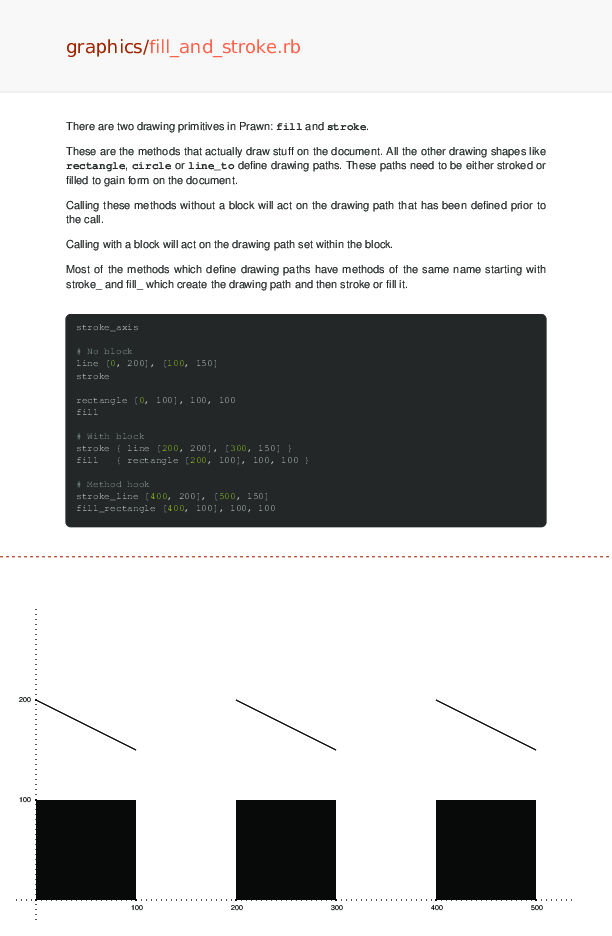 graphics/fill_and_stroke.rb
There are two drawing primitives in Prawn: fill and stroke.
These are the methods that actually draw stuff on the document. All the other drawing shapes like
rectangle, circle or line_to define drawing paths. These paths need to be either stroked or
filled to gain form on the document.
Calling these methods without a block will act on the drawing path that has been defined prior to
the call.
Calling with a block will act on the drawing path set within the block.
Most of the methods which define drawing paths have methods of the same name starting with
stroke_ and fill_ which create the drawing path and then stroke or fill it.
stroke_axis
# No block
line [0, 200], [100, 150]
stroke
rectangle [0, 100], 100, 100
fill
# With block
stroke { line [200, 200], [300, 150] }
fill   { rectangle [200, 100], 100, 100 }
# Method hook
stroke_line [400, 200], [500, 150]
fill_rectangle [400, 100], 100, 100
200
100
100 200 300 400 500